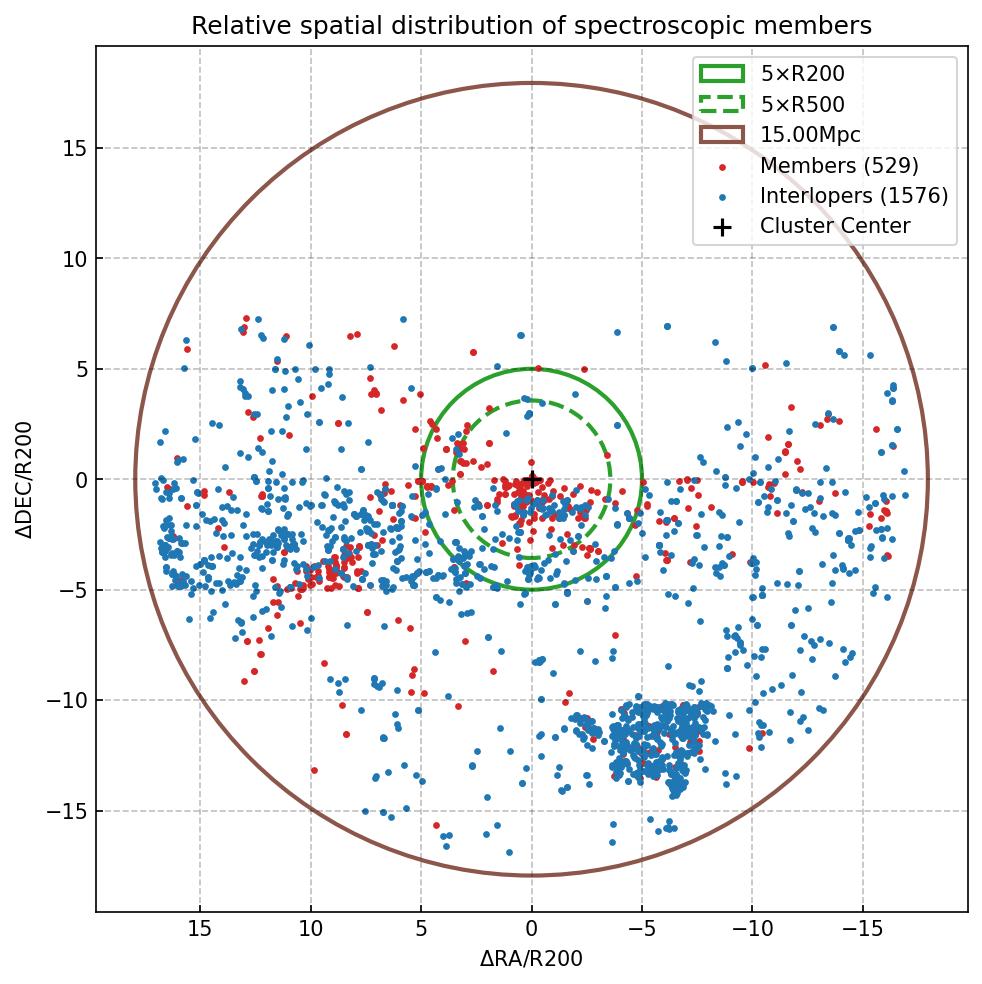 Relative spatial distribution of spectroscopic members
5×R200
5×R500
15.00Mpc
Members (529)
Interlopers (1576)
Cluster Center
ΔDEC/R200
15
10
5
0
−5
−10
−15
15 10 5 0 −5 −10 −15
ΔRA/R200